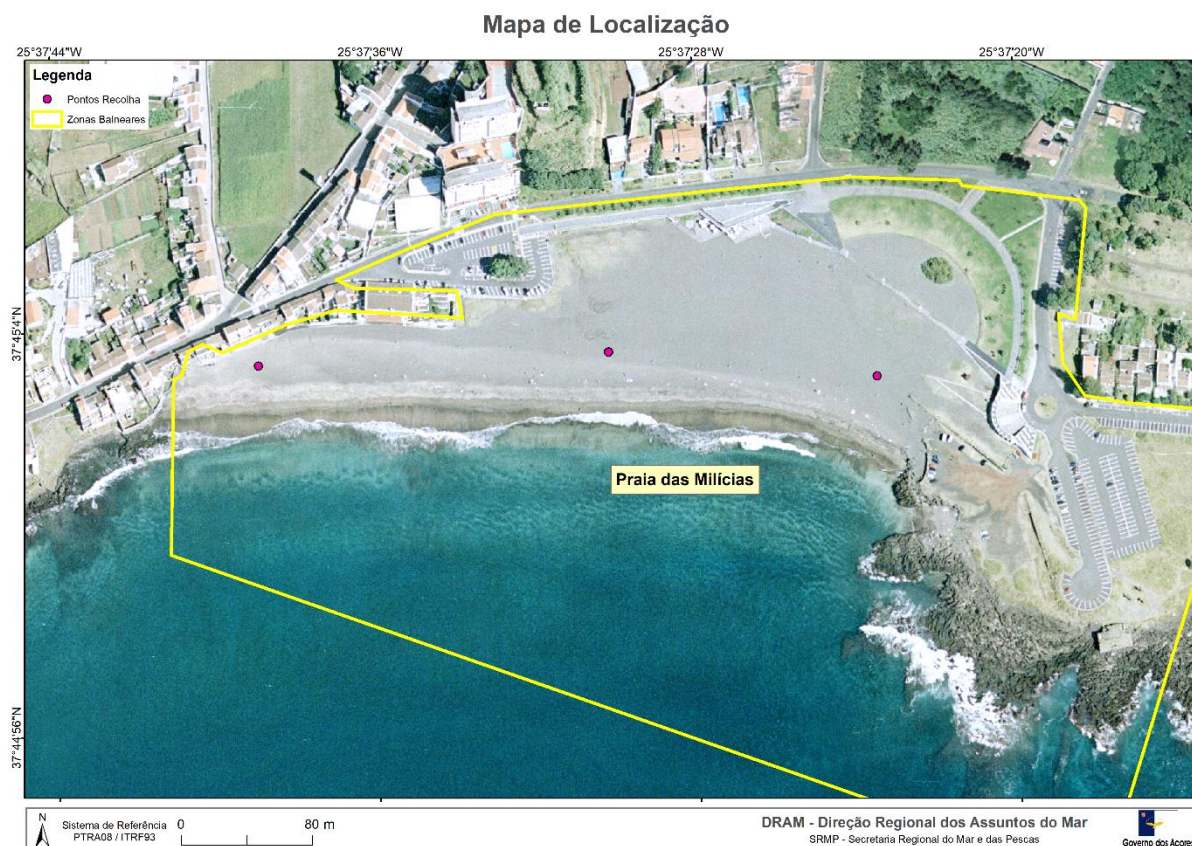 Mapa de Localização
25°37'44"W
25°37'36"W
25°37'28"W
25°37'20"W
Legenda
Pontos Recolha
Zonas Balneares
37°45'4"N
Praia das Milícias
37°44'56"N
N
Sistema de Referência
PTRA08 / ITRF93
0
80 m
DRAM - Direção Regional dos Assuntos do Mar
SRMP - Secretaria Regional do Mar e das Pescas
Governo dos Açores